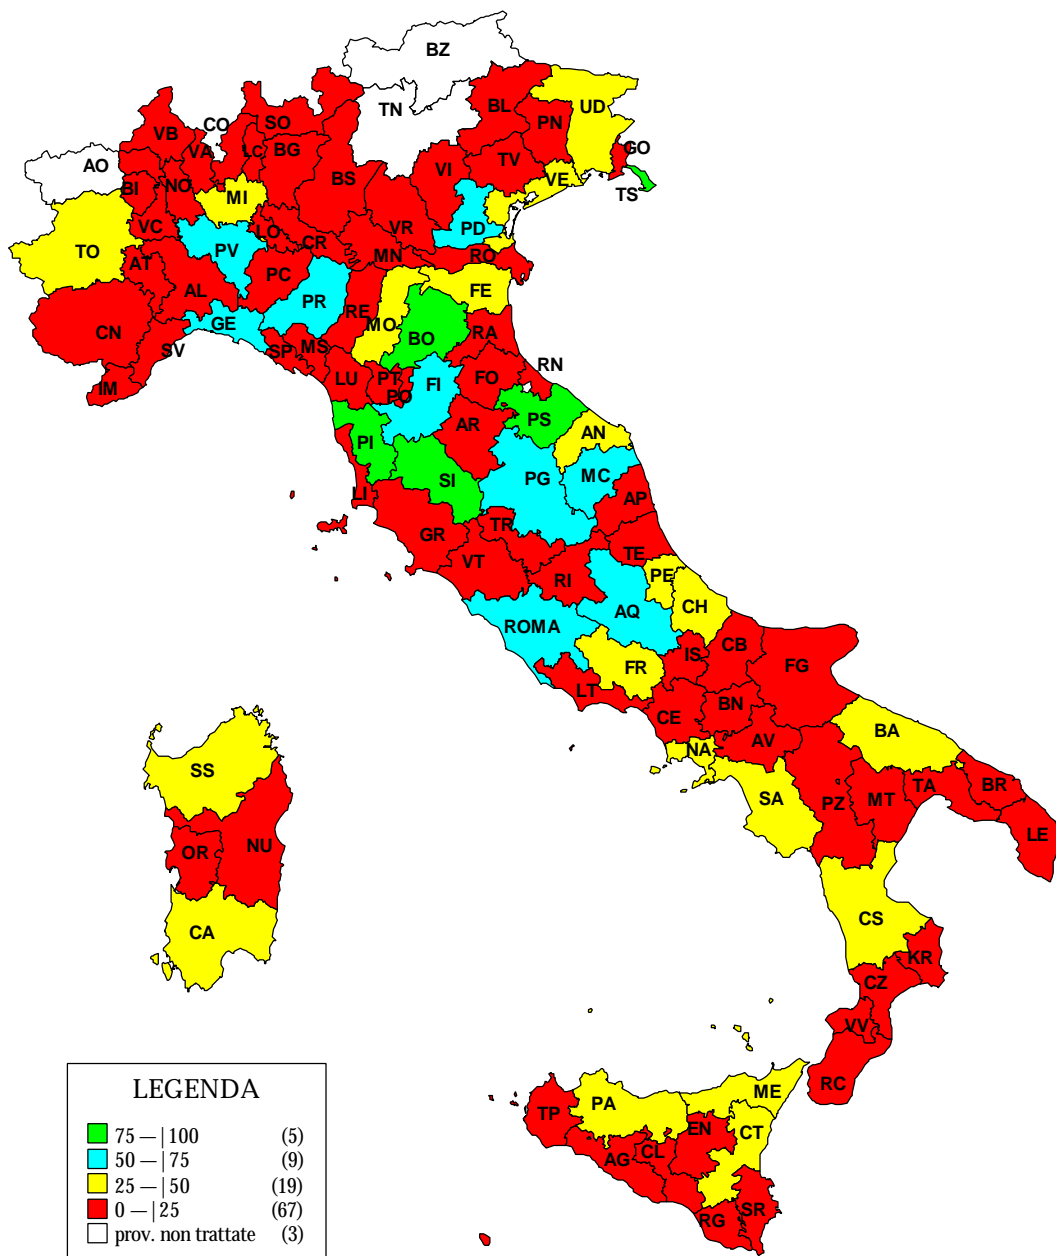 BZ
TN
BL
UD
PN
CO
SO
VB
VA
LC
BG
AO
BS
VI
TV
GO
BI
NO
MI
VE
TS
VC
LO
VR
PD
TO
PV
CR
MN
RO
AT
PC
AL
PR
RE
FE
GE
MO
BO
RA
CN
SV
SP
MS
RN
IM
LU
PT
PO
FI
FO
PS
AR
AN
PI
SI
PG
MC
LI
AP
GR
TR
VT
TE
RI
PE
AQ
CH
ROMA
FR
IS
CB
FG
LT
CE
BN
AV
NA
BA
SS
SA
PZ
MT
TA
BR
LE
OR
NU
CA
CS
KR
CZ
VV
RC
ME
TP
PA
EN
CT
AG
CL
RG
SR
LEGENDA
75 —| 100 (5)
50 —| 75 (9)
25 —| 50 (19)
0 —| 25 (67)
prov. non trattate (3)